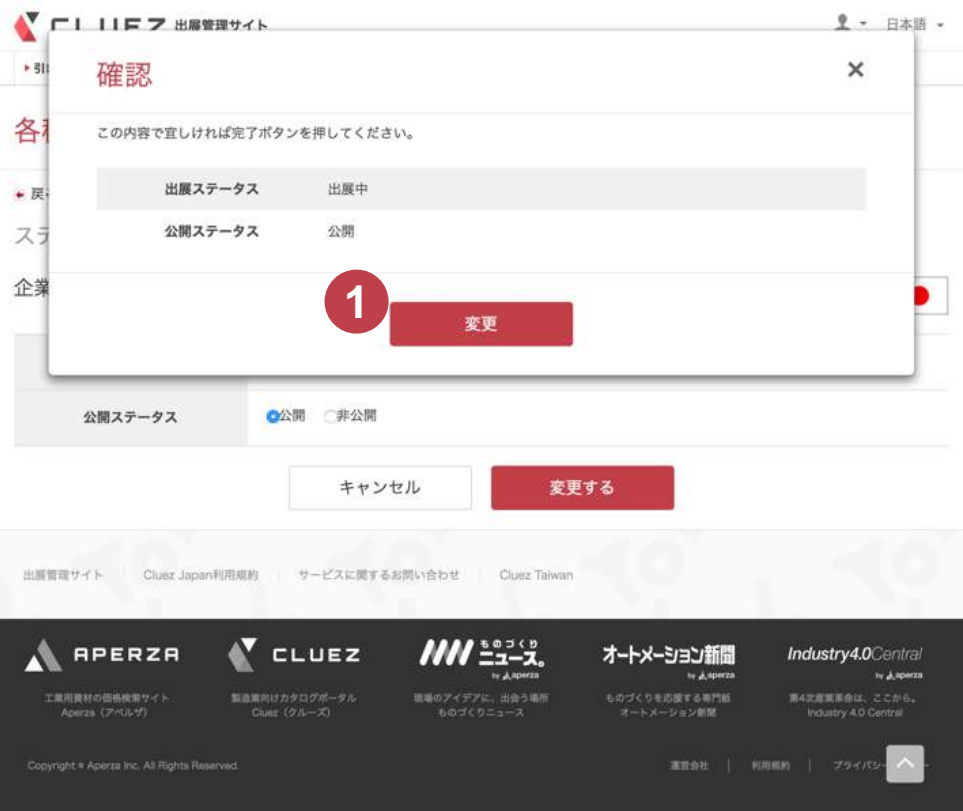 CLUEZ 出展管理サイト
日本語
確認
この内容で宜しければ完了ボタンを押してください。
出展ステータス 出展中
公開ステータス 公開
1
変更
企業
公開ステータス 公開 非公開
キャンセル 変更する
出展管理サイト Cluez Japan利用規約 サービスに関するお問い合わせ Cluez Taiwan
APERZA CLUEZ ものづくりニュース。 by aperza オートメーション新聞 by aperza Industry4.0Central by aperza
工業用資材の価格検索サイト 製造業向けカタログポータル 現場のアイデアに、出会う場所 ものづくりを応援する専門紙 第4次産業革命は、ここから。
Aperza（アペルザ） Cluez（クルーズ） ものづくりニュース オートメーション新聞 Industry 4.0 Central
Copyright © Aperza Inc. All Rights Reserved. 運営会社 | 利用規約 | プライバシー